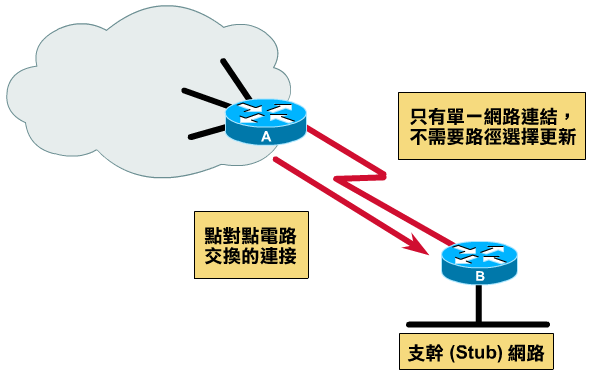 A
只有單一網路連結，
不需要路徑選擇更新
點對點電路
交換的連接
B
支幹 (Stub) 網路